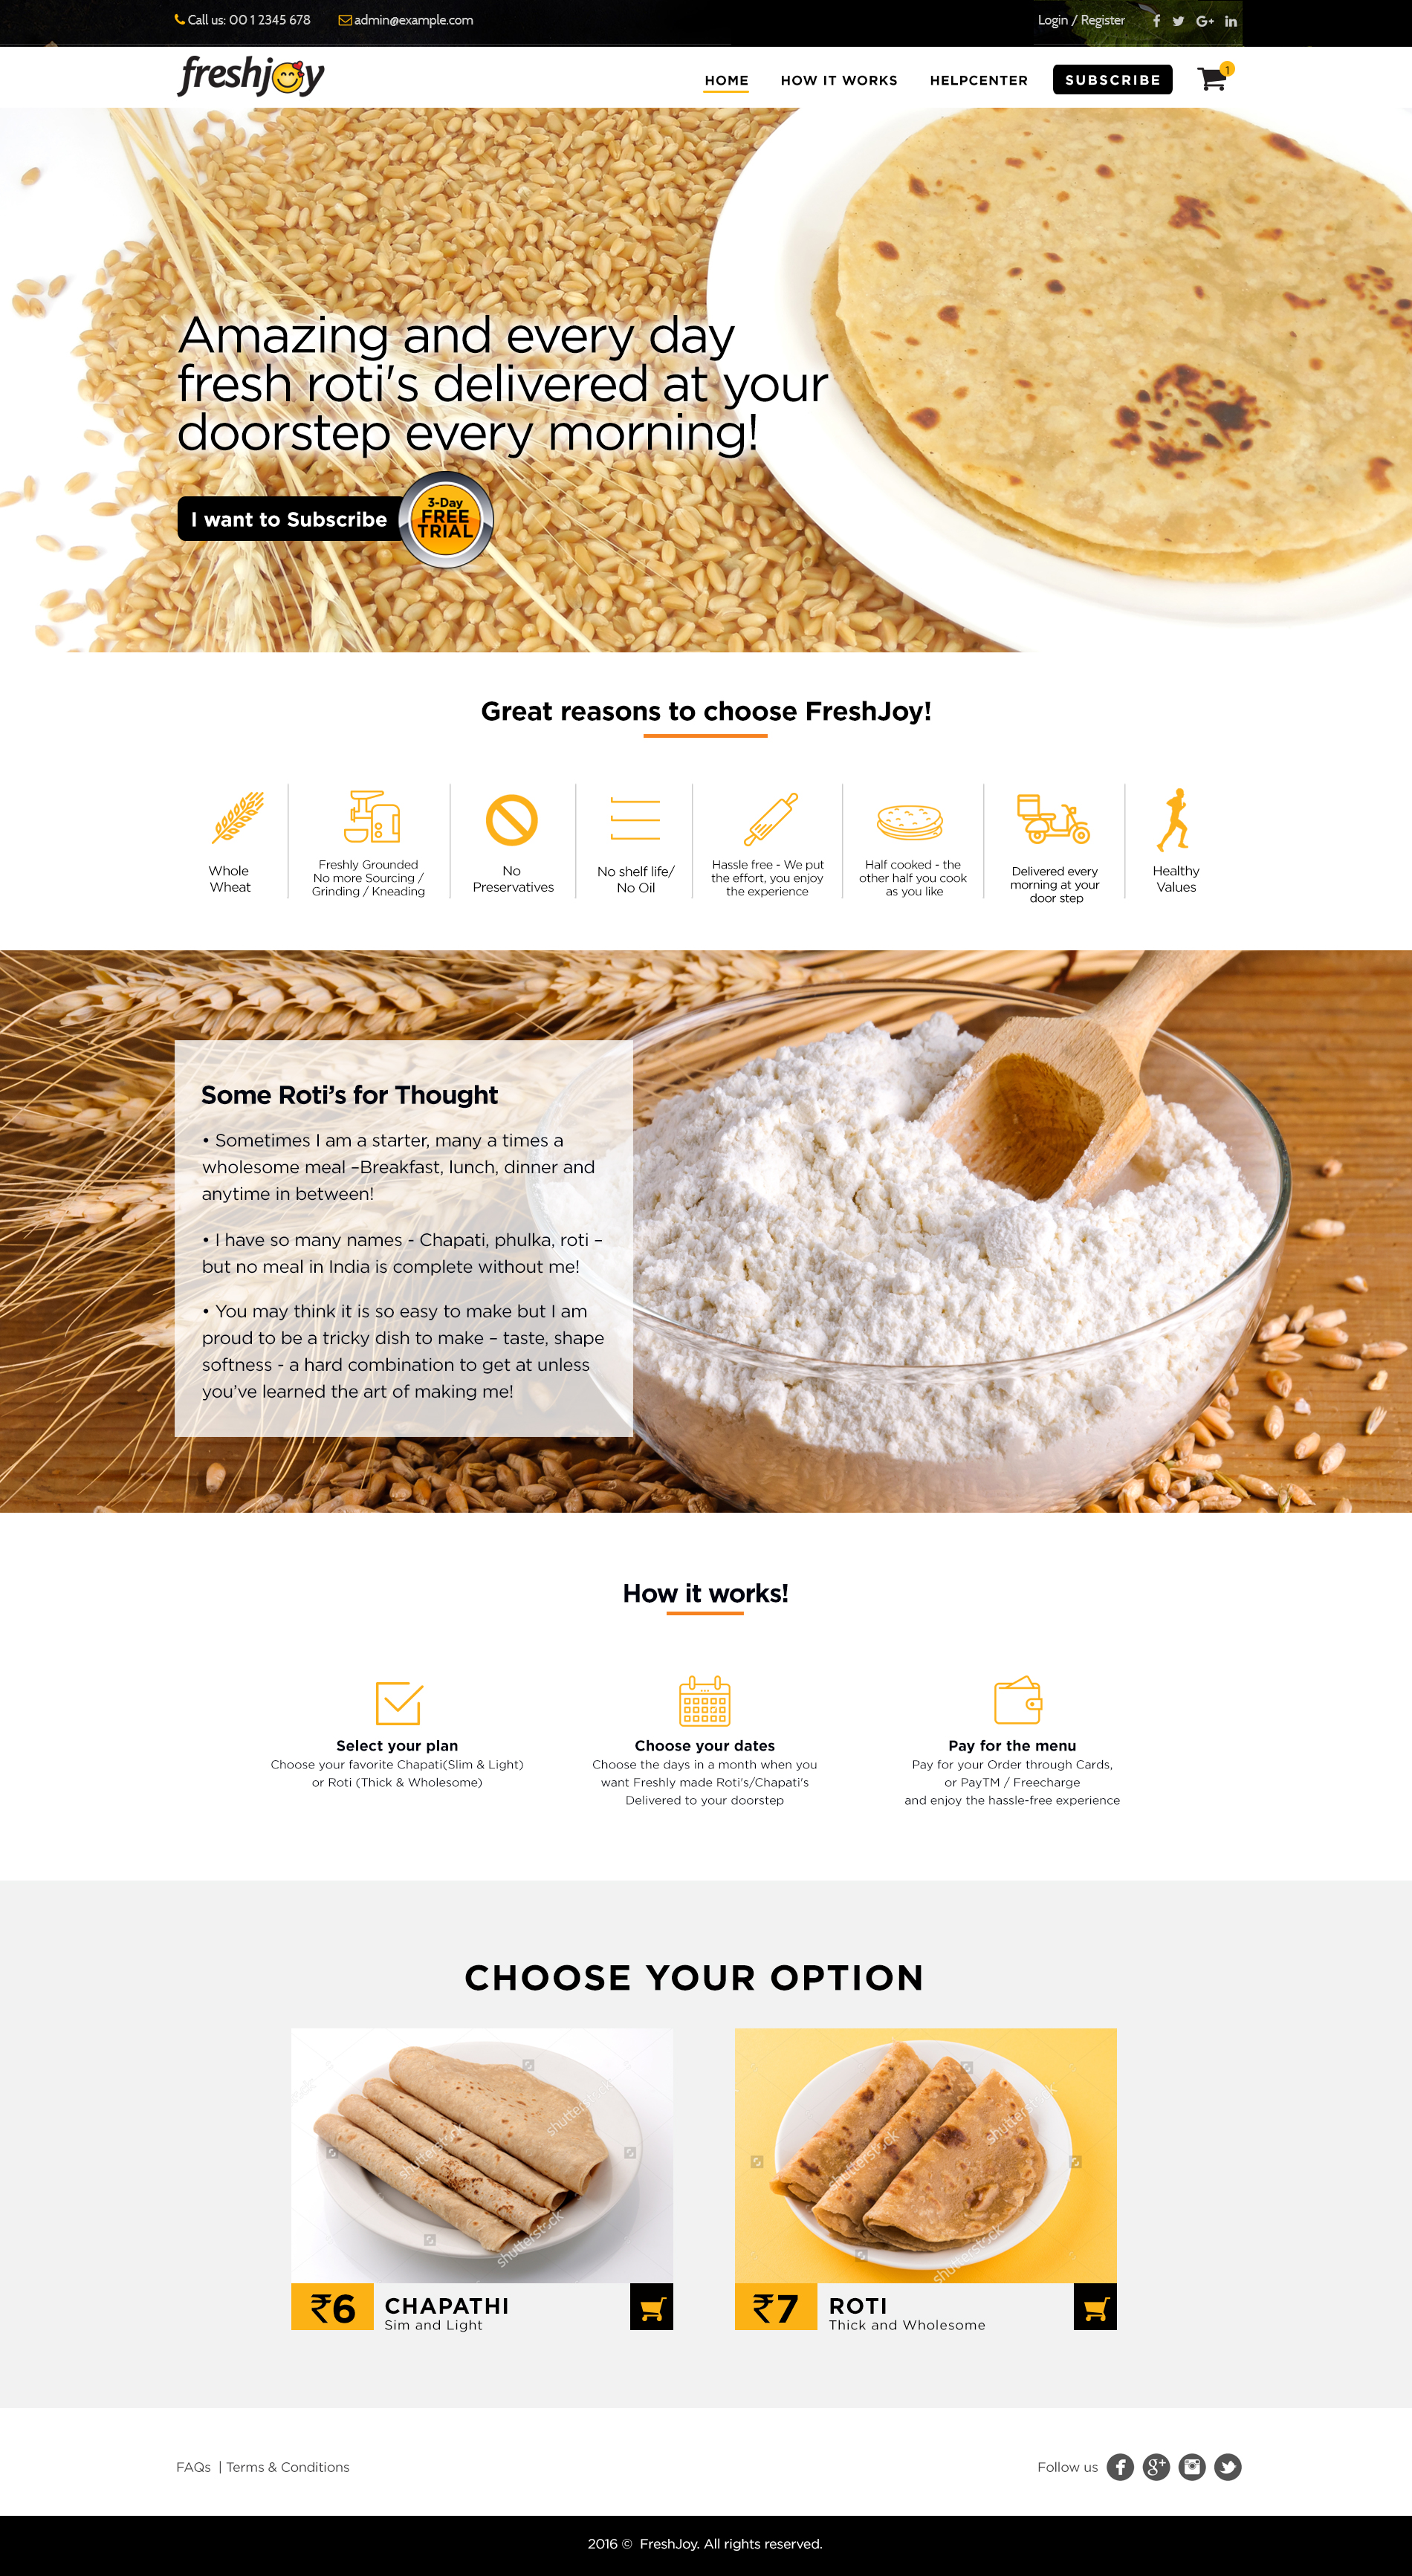 Call us: 00 1 2345 678
admin@example.com
Login / Register
freshjoy
HOME
HOW IT WORKS
HELPCENTER
SUBSCRIBE
1
Amazing and every day
fresh roti's delivered at your
doorstep every morning!
I want to Subscribe
3-Day
FREE
TRIAL
Great reasons to choose FreshJoy!
Whole
Wheat
Freshly Grounded
No more Sourcing /
Grinding / Kneading
No
Preservatives
No shelf life/
No Oil
Hassle free - We put
the effort, you enjoy
the experience
Half cooked - the
other half you cook
as you like
Delivered every
morning at your
door step
Healthy
Values
Some Roti’s for Thought
• Sometimes I am a starter, many a times a
wholesome meal –Breakfast, lunch, dinner and
anytime in between!
• I have so many names - Chapati, phulka, roti –
but no meal in India is complete without me!
• You may think it is so easy to make but I am
proud to be a tricky dish to make – taste, shape
softness - a hard combination to get at unless
you’ve learned the art of making me!
How it works!
Select your plan
Choose your favorite Chapati(Slim & Light)
or Roti (Thick & Wholesome)
Choose your dates
Choose the days in a month when you
want Freshly made Roti's/Chapati's
Delivered to your doorstep
Pay for the menu
Pay for your Order through Cards,
or PayTM / Freecharge
and enjoy the hassle-free experience
CHOOSE YOUR OPTION
shutterstock
shutterstock
shutterstock
shutterstock
shutterstock
shutterstock
₹6
CHAPATHI
Sim and Light
₹7
ROTI
Thick and Wholesome
FAQs | Terms & Conditions
Follow us
2016 © FreshJoy. All rights reserved.